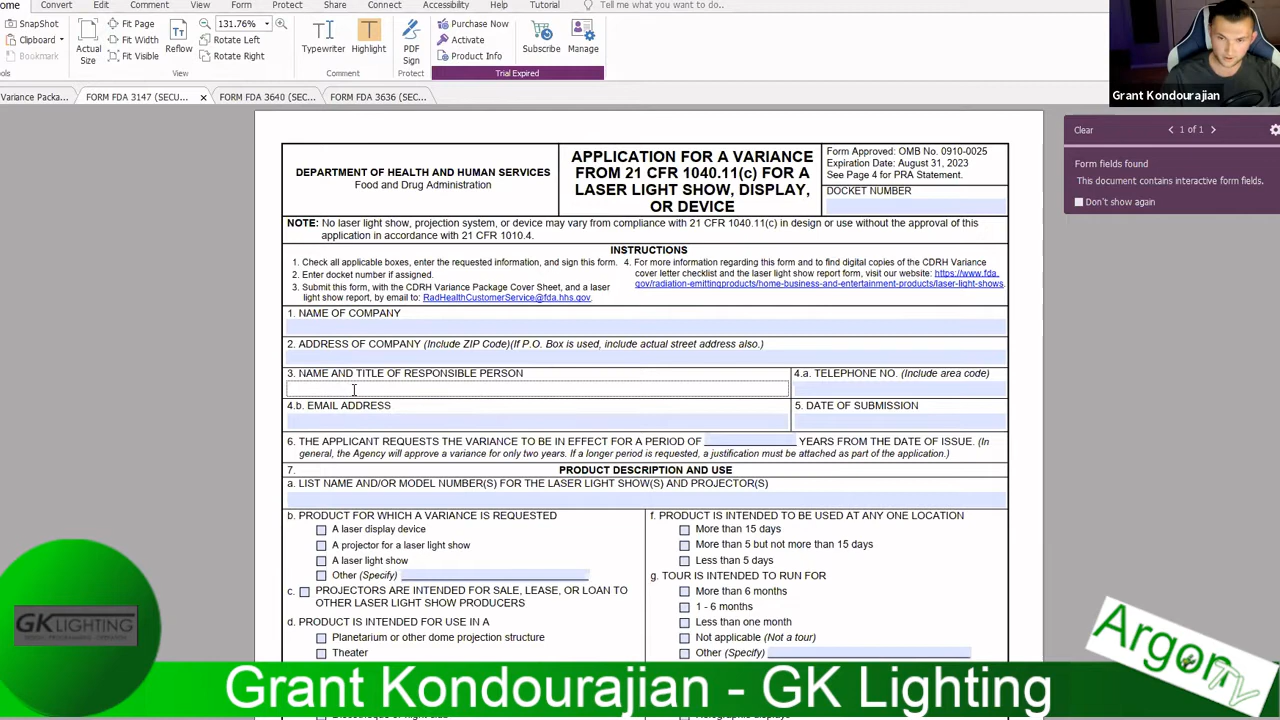 ome Convert Edit Comment View Form Protect Share Connect Accessibility Help Tutorial Tell me what you want to do...
SnapShot
Clipboard
Bookmark
ols
Actual
Size
Fit Page
Fit Width
Fit Visible
Reflow
131.76%
Rotate Left
Rotate Right
View
Typewriter
Highlight
Comment
PDF
Sign
Protect
Purchase Now
Activate
Product Info
Subscribe
Manage
Trial Expired
Grant Kondourajian
Variance Packa...
FORM FDA 3147 (SECU...
FORM FDA 3640 (SEC...
FORM FDA 3636 (SEC...
Clear
1 of 1
Form fields found
This document contains interactive form fields.
Don't show again
DEPARTMENT OF HEALTH AND HUMAN SERVICES
Food and Drug Administration
APPLICATION FOR A VARIANCE
FROM 21 CFR 1040.11(c) FOR A
LASER LIGHT SHOW, DISPLAY,
OR DEVICE
Form Approved: OMB No. 0910-0025
Expiration Date: August 31, 2023
See Page 4 for PRA Statement.
DOCKET NUMBER
NOTE: No laser light show, projection system, or device may vary from compliance with 21 CFR 1040.11(c) in design or use without the approval of this
application in accordance with 21 CFR 1010.4.
INSTRUCTIONS
1. Check all applicable boxes, enter the requested information, and sign this form.
2. Enter docket number if assigned.
3. Submit this form, with the CDRH Variance Package Cover Sheet, and a laser
light show report, by email to: RadHealthCustomerService@fda.hhs.gov.
4. For more information regarding this form and to find digital copies of the CDRH Variance
cover letter checklist and the laser light show report form, visit our website: https://www.fda.
gov/radiation-emittingproducts/home-business-and-entertainment-products/laser-light-shows.
1. NAME OF COMPANY
2. ADDRESS OF COMPANY (Include ZIP Code)(If P.O. Box is used, include actual street address also.)
3. NAME AND TITLE OF RESPONSIBLE PERSON
4.a. TELEPHONE NO. (Include area code)
4.b. EMAIL ADDRESS
5. DATE OF SUBMISSION
6. THE APPLICANT REQUESTS THE VARIANCE TO BE IN EFFECT FOR A PERIOD OF YEARS FROM THE DATE OF ISSUE. (In
general, the Agency will approve a variance for only two years. If a longer period is requested, a justification must be attached as part of the application.)
7. PRODUCT DESCRIPTION AND USE
a. LIST NAME AND/OR MODEL NUMBER(S) FOR THE LASER LIGHT SHOW(S) AND PROJECTOR(S)
b. PRODUCT FOR WHICH A VARIANCE IS REQUESTED
A laser display device
A projector for a laser light show
A laser light show
Other (Specify)
c. PROJECTORS ARE INTENDED FOR SALE, LEASE, OR LOAN TO
OTHER LASER LIGHT SHOW PRODUCERS
d. PRODUCT IS INTENDED FOR USE IN A
Planetarium or other dome projection structure
Theater
f. PRODUCT IS INTENDED TO BE USED AT ANY ONE LOCATION
More than 15 days
More than 5 but not more than 15 days
Less than 5 days
g. TOUR IS INTENDED TO RUN FOR
More than 6 months
1 - 6 months
Less than one month
Not applicable (Not a tour)
Other (Specify)
GK LIGHTING
Argon TV
Grant Kondourajian - GK Lighting